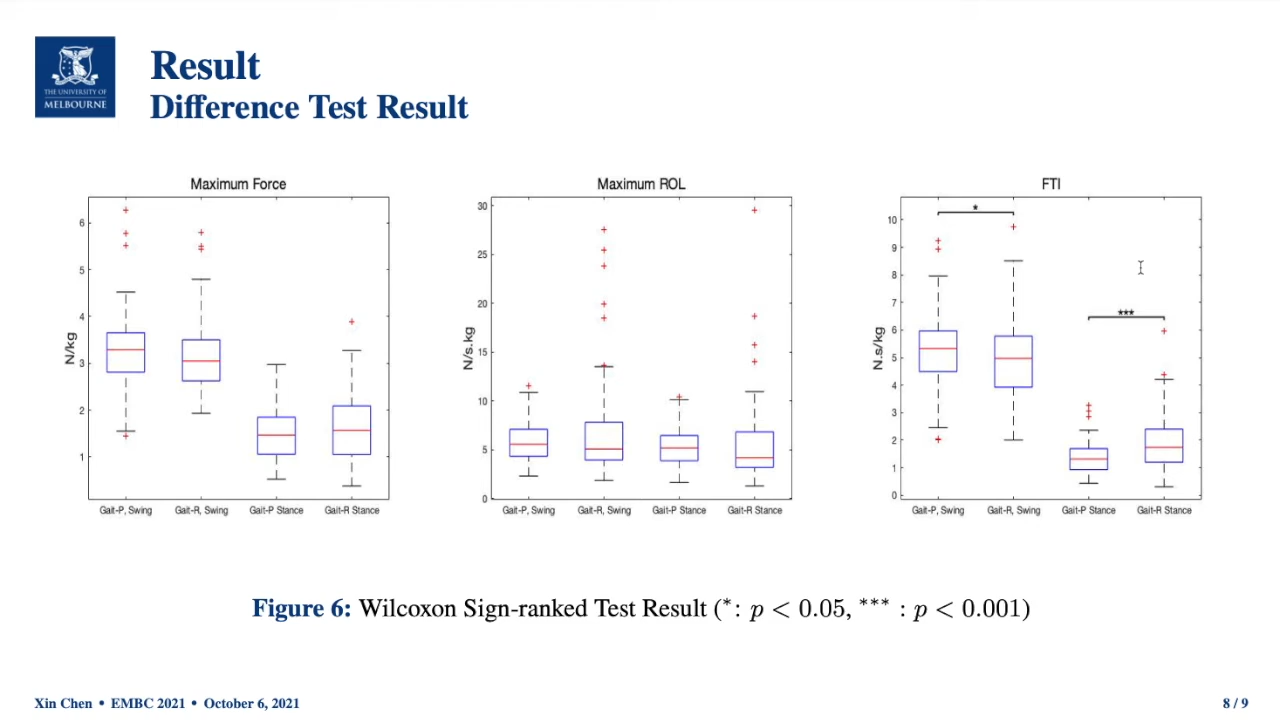 THE UNIVERSITY OF
MELBOURNE
Result
Difference Test Result
Maximum Force
N/kg
6
5
4
3
2
1
Gait-P, Swing
Gait-R, Swing
Gait-P Stance
Gait-R Stance
Maximum ROL
N/s.kg
30
25
20
15
10
5
0
Gait-P, Swing
Gait-R, Swing
Gait-P Stance
Gait-R Stance
FTI
N.s/kg
10
9
8
7
6
5
4
3
2
1
0
*
***
Gait-P, Swing
Gait-R, Swing
Gait-P Stance
Gait-R Stance
Figure 6: Wilcoxon Sign-ranked Test Result (*: p < 0.05, *** : p < 0.001)
Xin Chen • EMBC 2021 • October 6, 2021
8 / 9